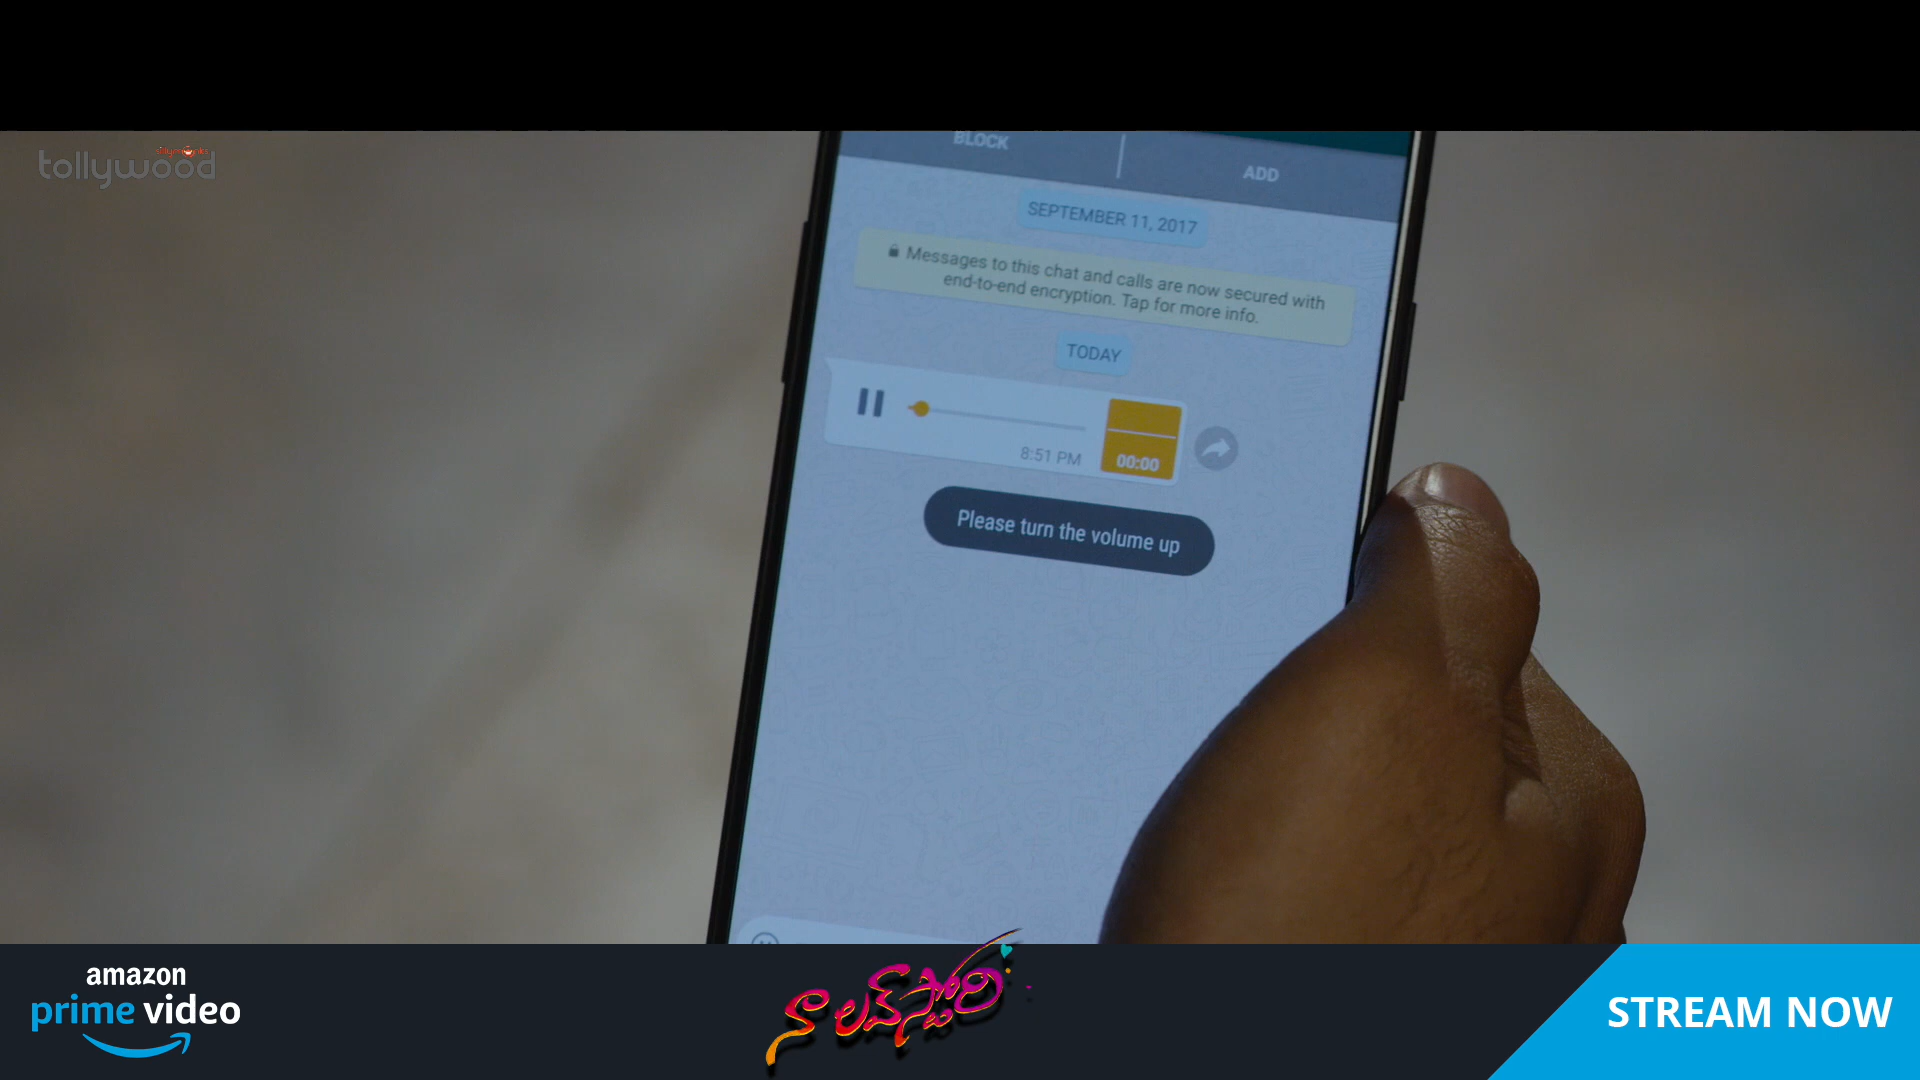 BLOCK
ADD
tollywood
SEPTEMBER 11, 2017
Messages to this chat and calls are now secured with
end-to-end encryption. Tap for more info.
TODAY
8:51 PM
00:00
Please turn the volume up
amazon
prime video
నా లవ్ స్టోరి
STREAM NOW